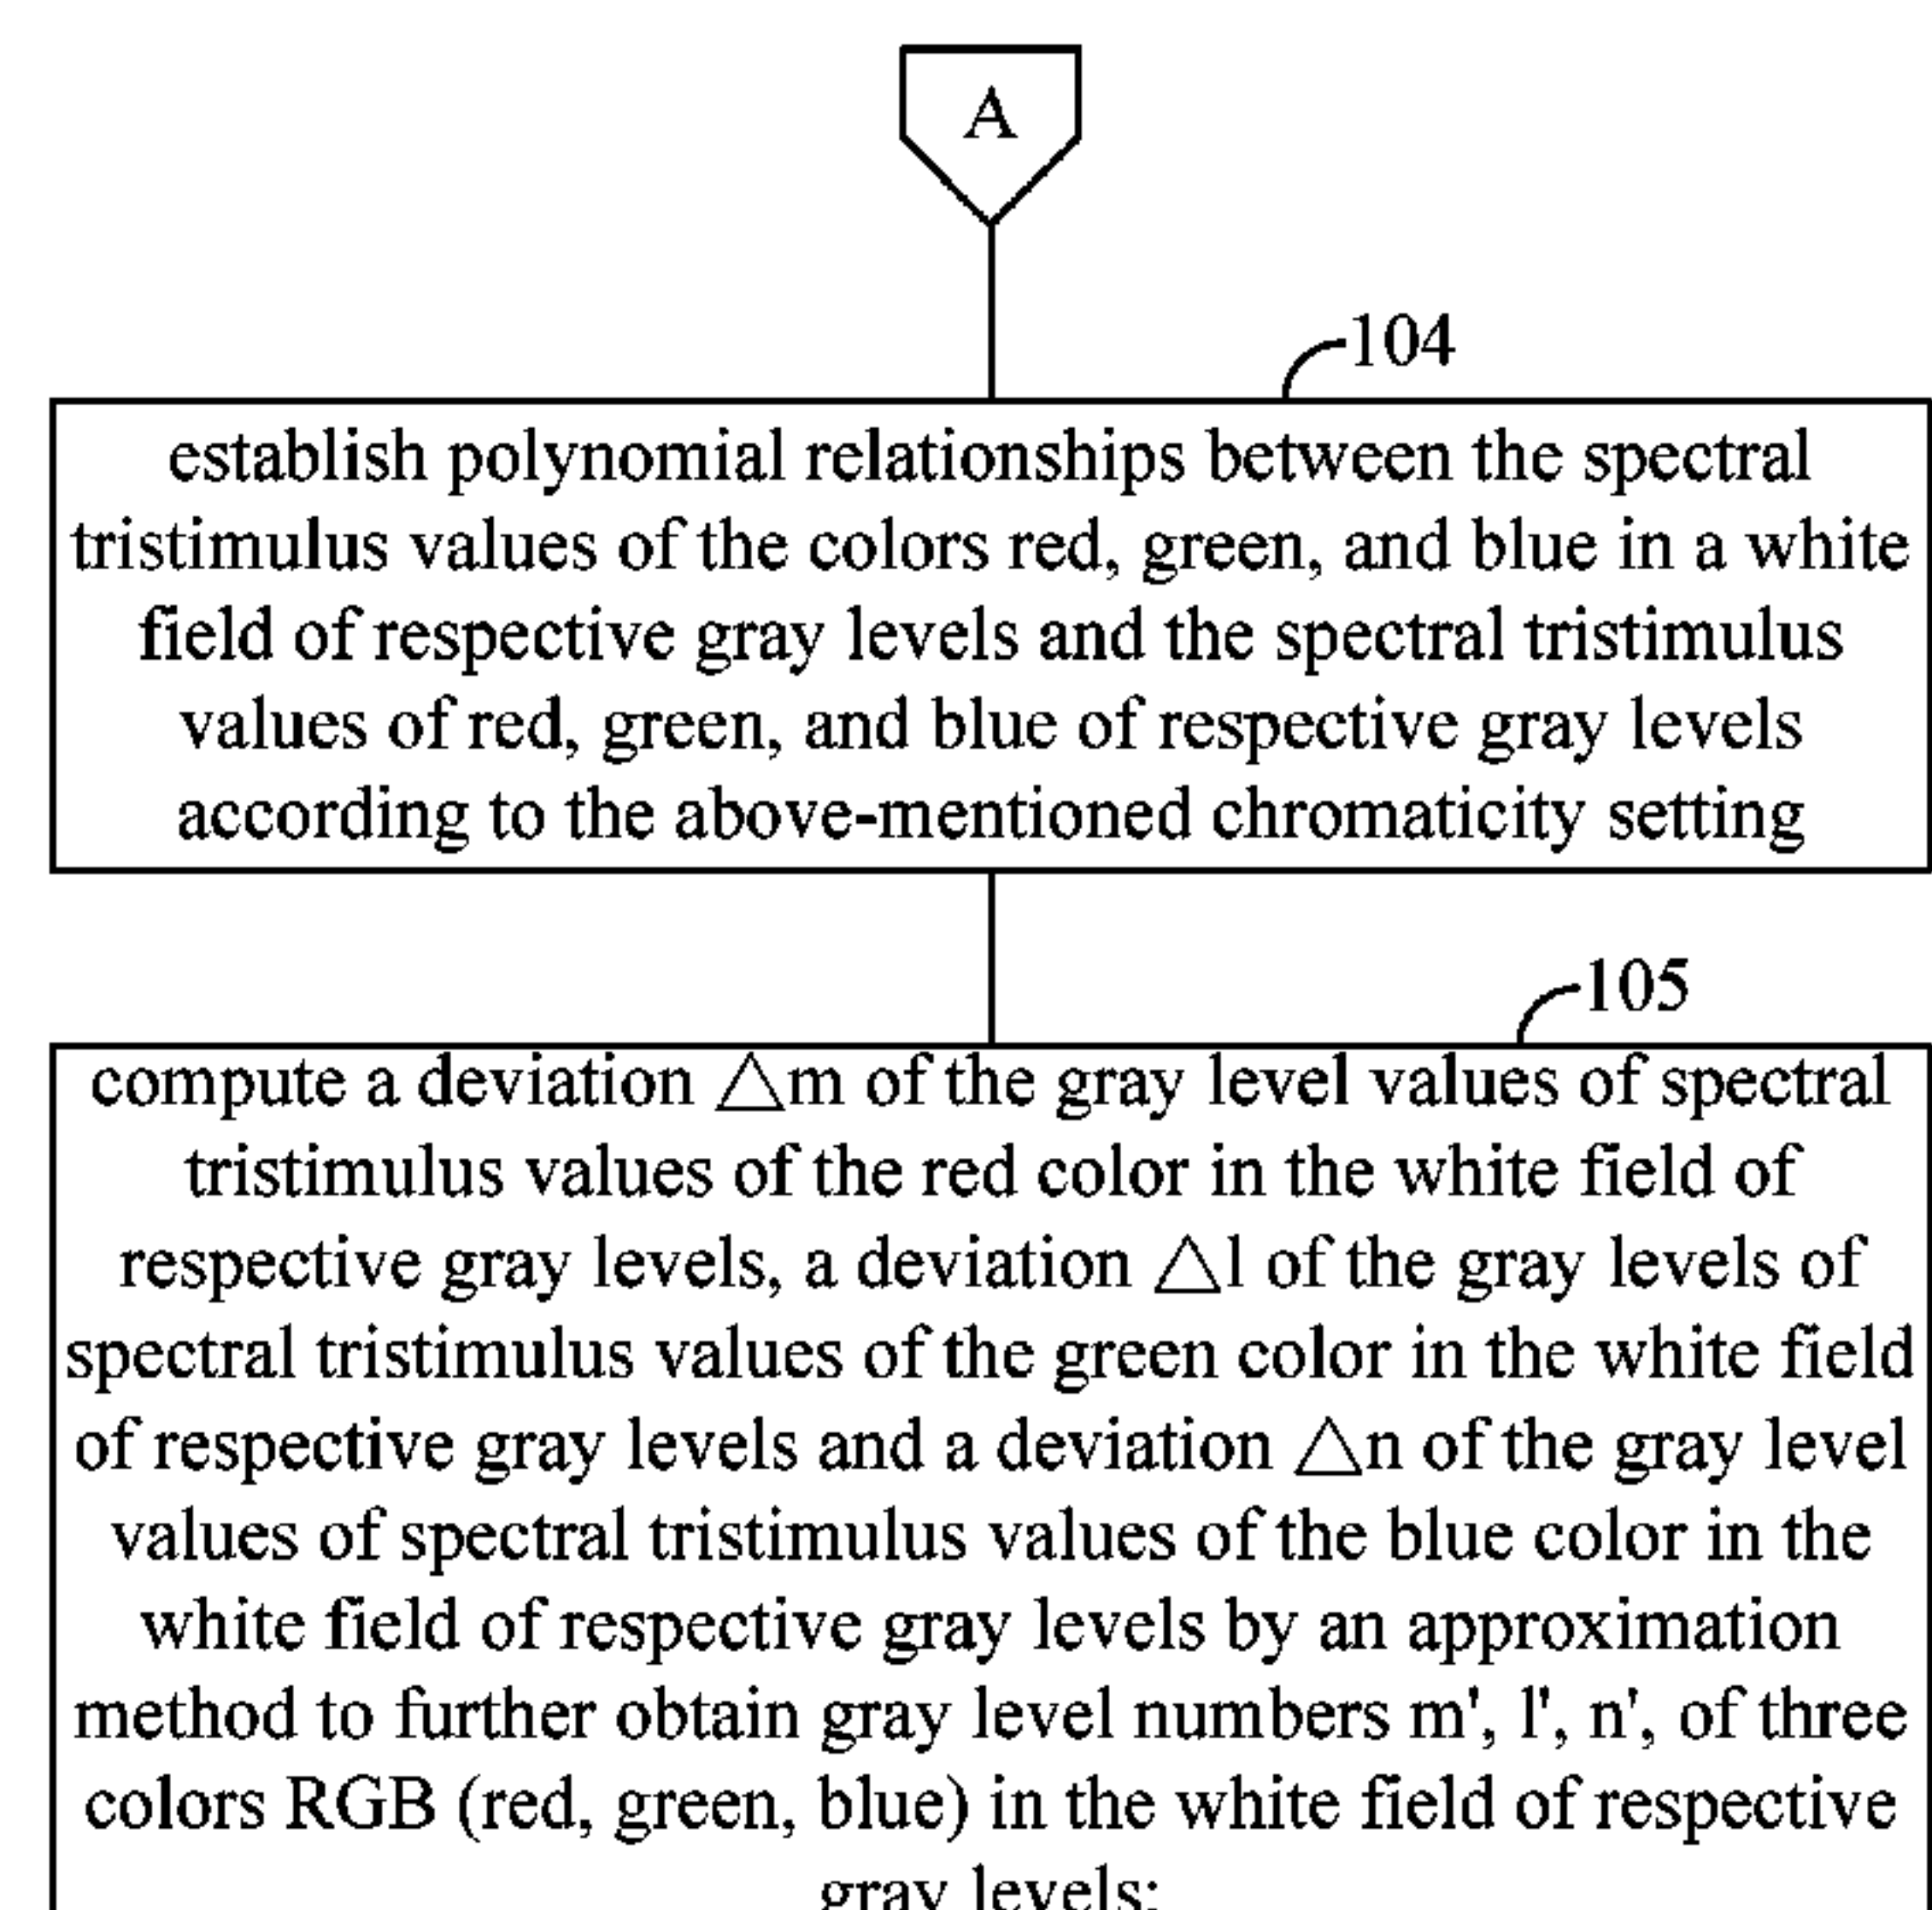 A
104
establish polynomial relationships between the spectral
tristimulus values of the colors red, green, and blue in a white
field of respective gray levels and the spectral tristimulus
values of red, green, and blue of respective gray levels
according to the above-mentioned chromaticity setting
105
compute a deviation △m of the gray level values of spectral
tristimulus values of the red color in the white field of
respective gray levels, a deviation △l of the gray levels of
spectral tristimulus values of the green color in the white field
of respective gray levels and a deviation △n of the gray level
values of spectral tristimulus values of the blue color in the
white field of respective gray levels by an approximation
method to further obtain gray level numbers m', l', n', of three
colors RGB (red, green, blue) in the white field of respective
gray levels;